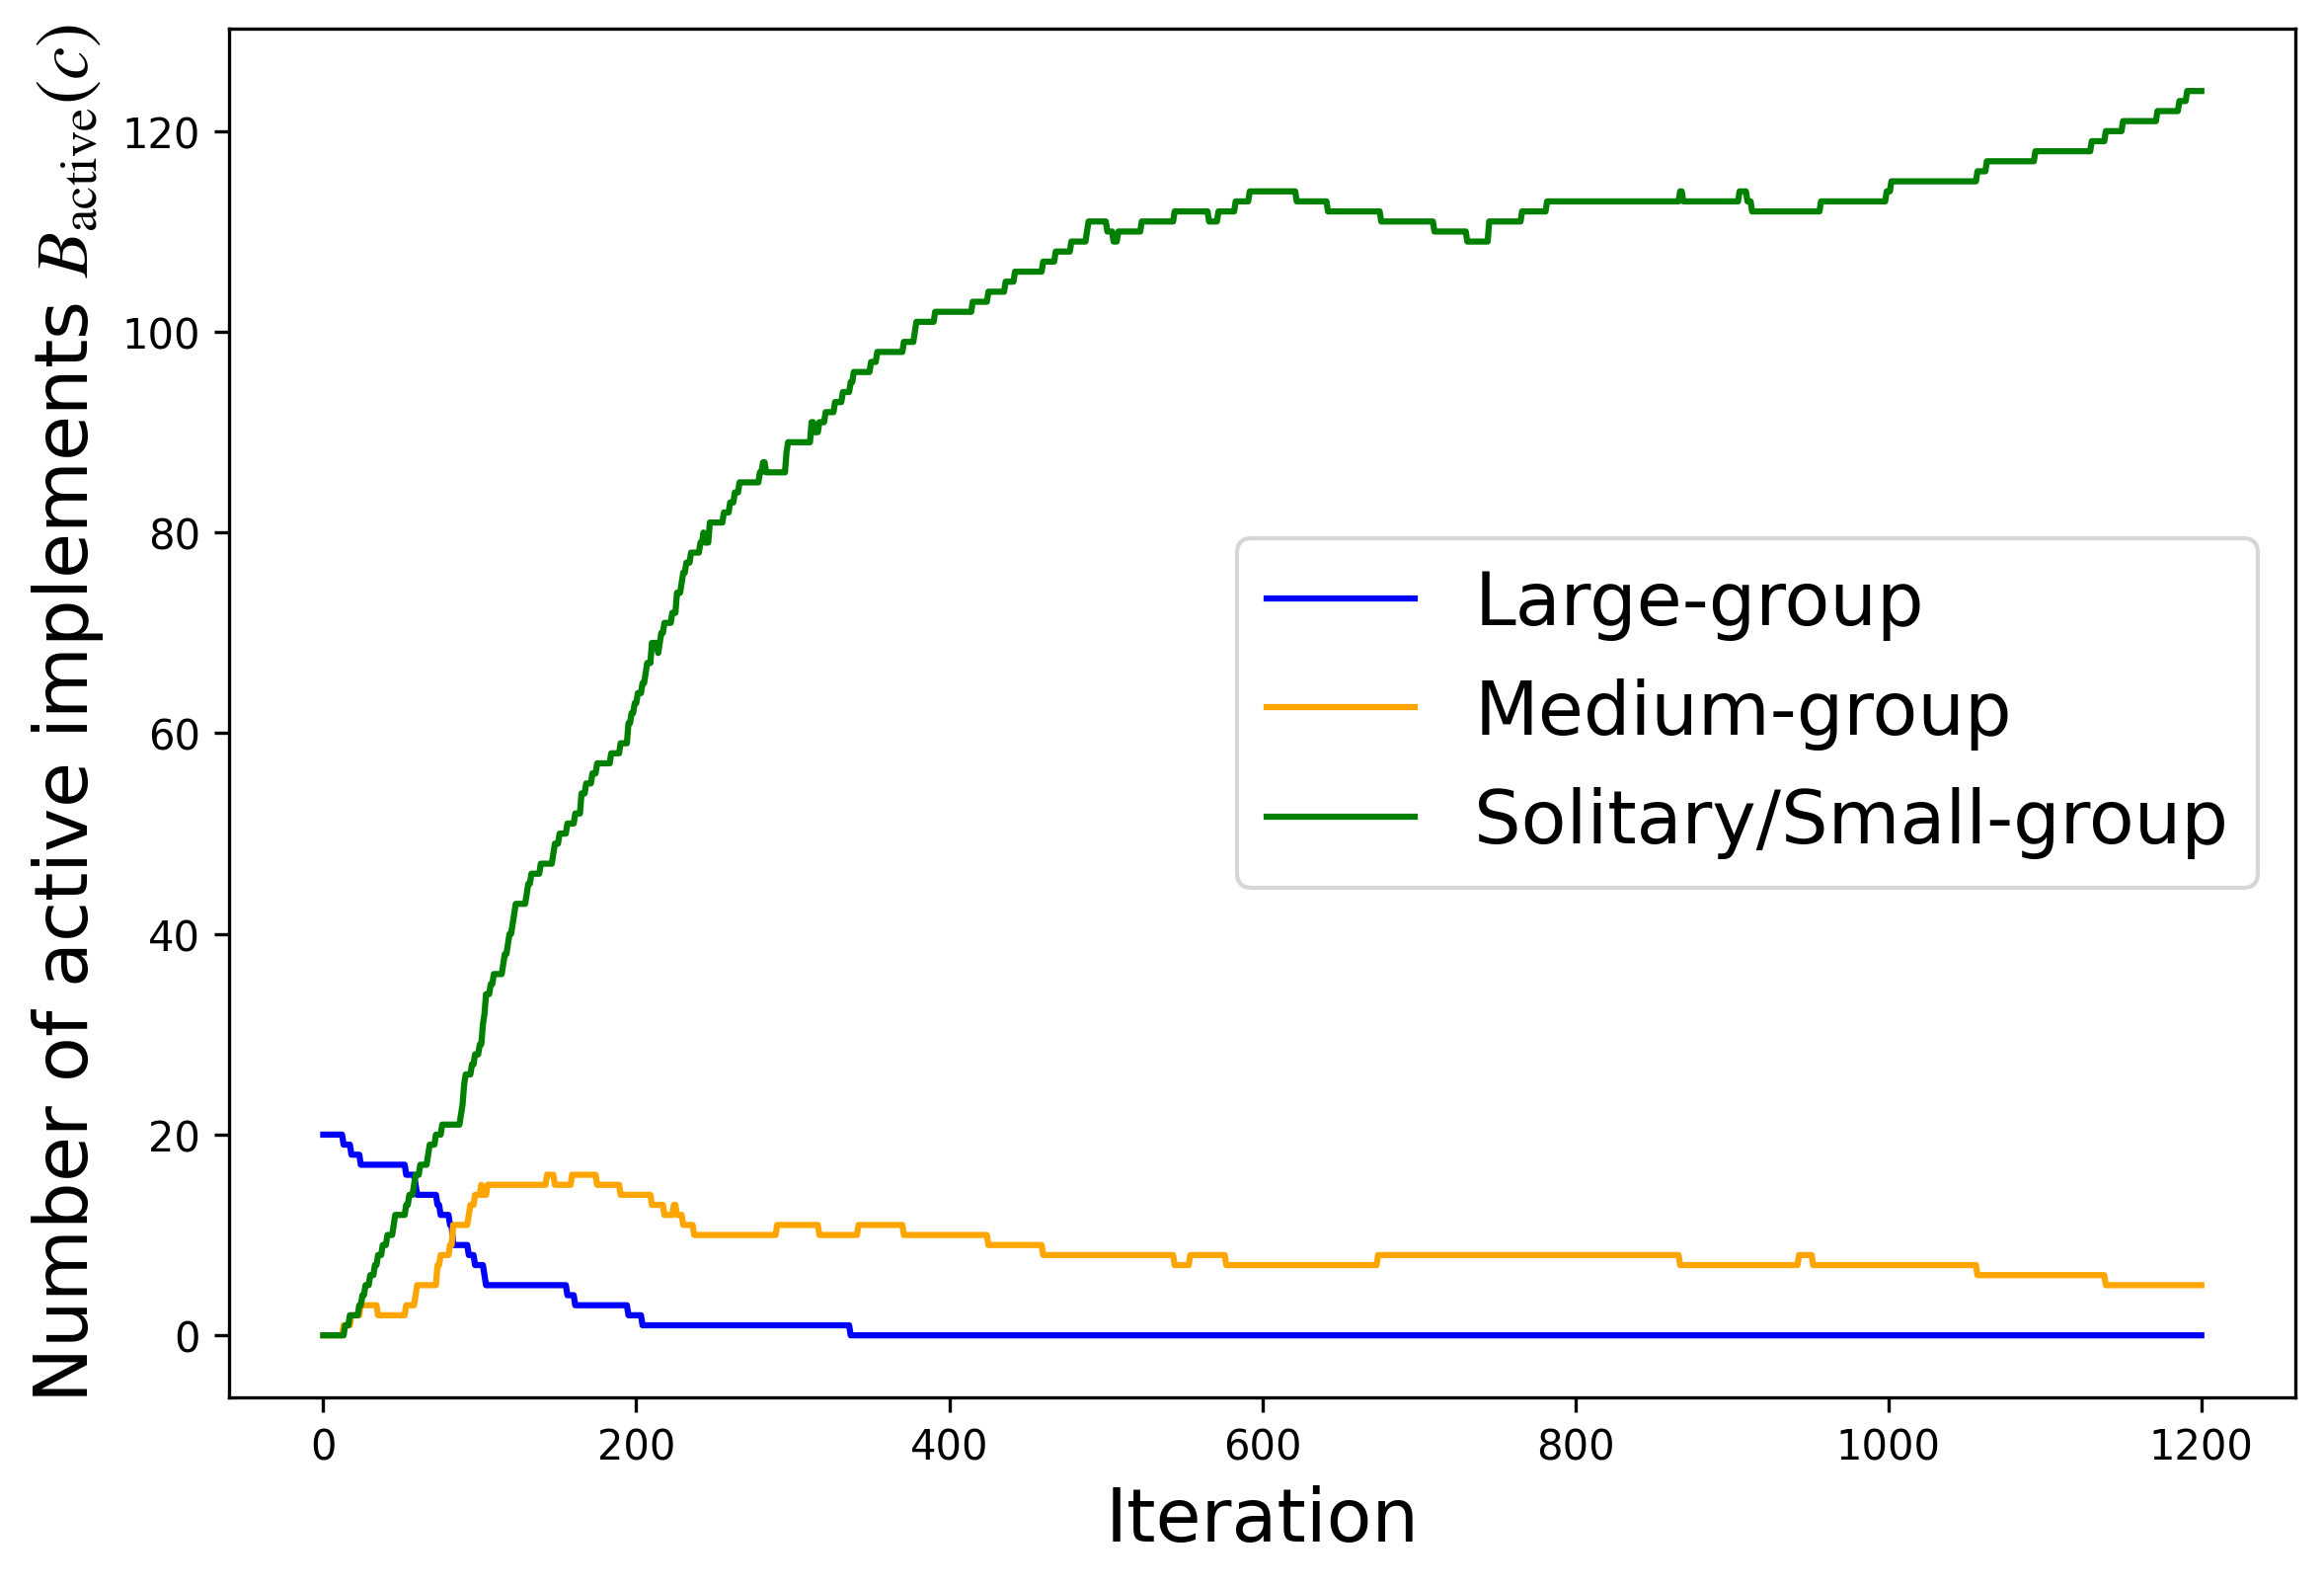 Number of active implements B_active(c)
120
100
80
60
40
20
0
Large-group
Medium-group
Solitary/Small-group
0 200 400 600 800 1000 1200
Iteration